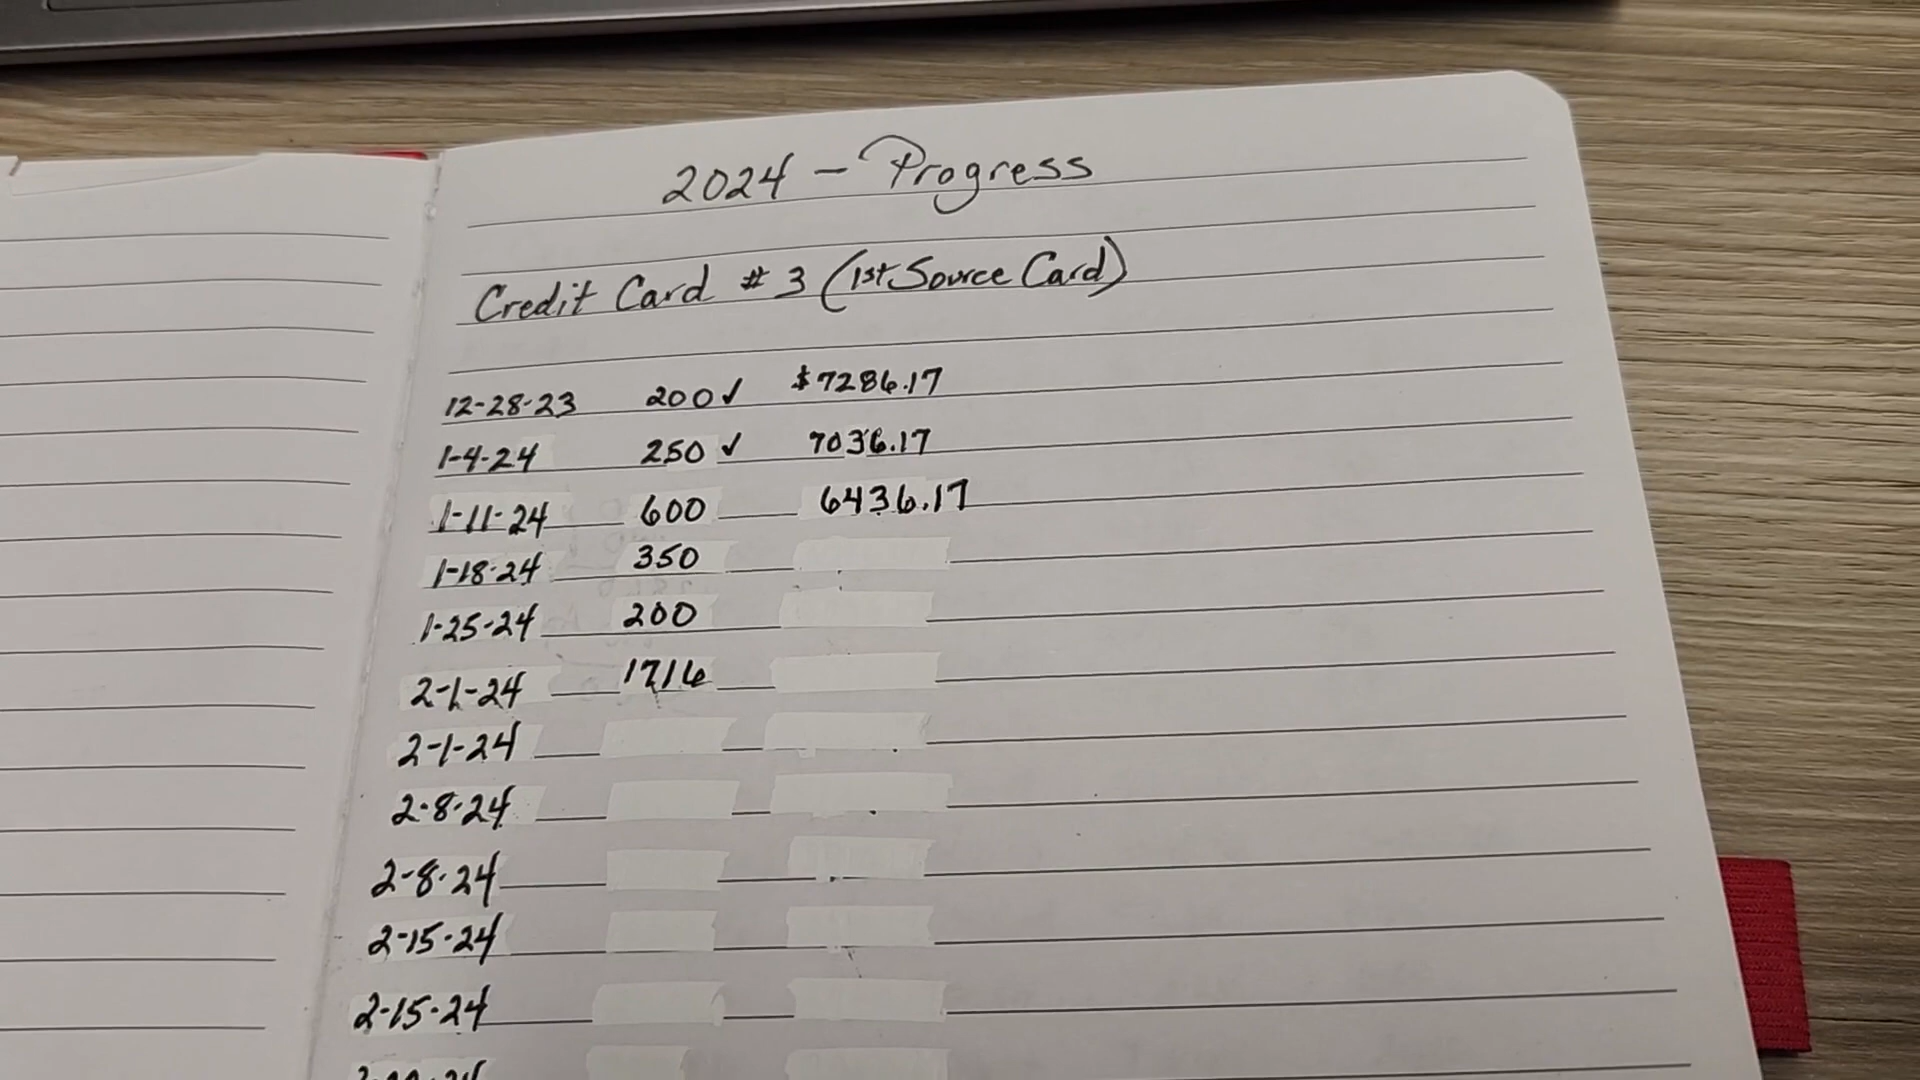 2024 - Progress
Credit Card # 3 (1st Source Card)
12-28-23 200✓ $7286.17
1-4-24 250 ✓ 7036.17
1-11-24 600 6436.17
1-18-24 350
1-25-24 200
2-1-24 1716
2-1-24
2-8-24
2-8-24
2-15-24
2-15-24